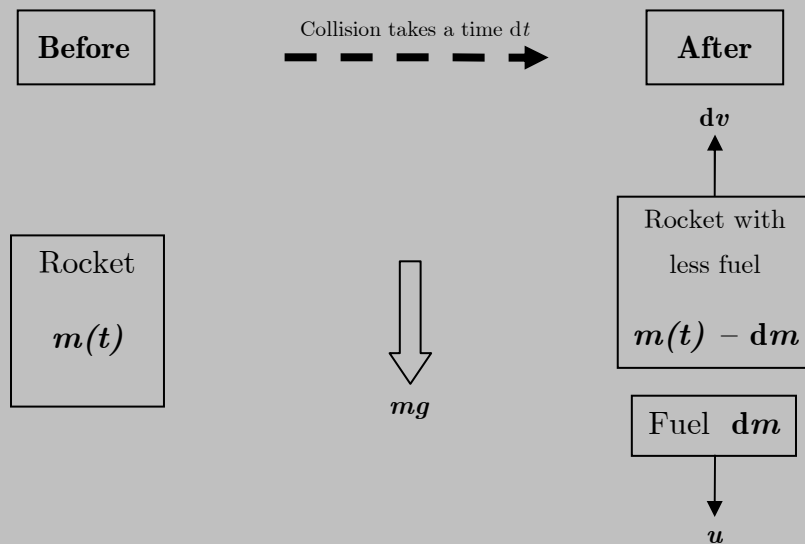 Before
Collision takes a time dt
After
dv
Rocket
m(t)
mg
Rocket with
less fuel
m(t) – dm
Fuel dm
u